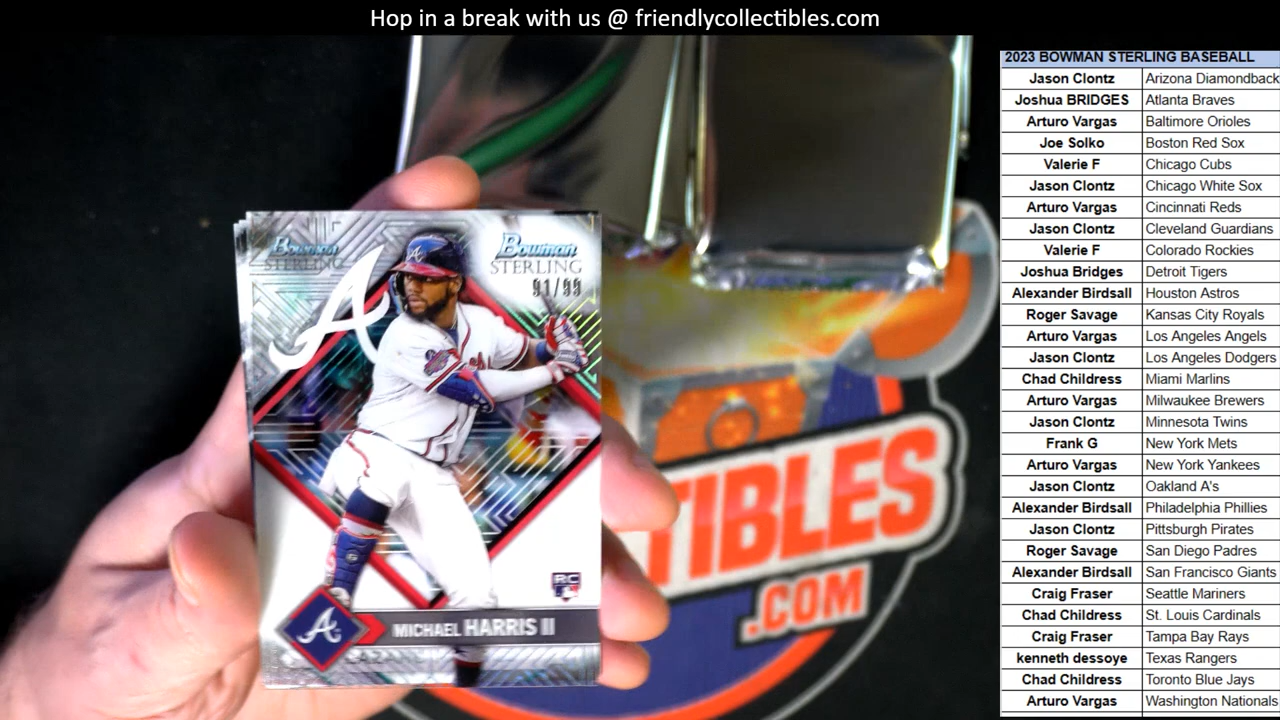 Hop in a break with us @ friendlycollectibles.com
Bowman
STERLING
Bowman
STERLING
91/99
RC
MICHAEL HARRIS II
TIBLES
.COM
2023 BOWMAN STERLING BASEBALL
Jason Clontz Arizona Diamondback
Joshua BRIDGES Atlanta Braves
Arturo Vargas Baltimore Orioles
Joe Solko Boston Red Sox
Valerie F Chicago Cubs
Jason Clontz Chicago White Sox
Arturo Vargas Cincinnati Reds
Jason Clontz Cleveland Guardians
Valerie F Colorado Rockies
Joshua Bridges Detroit Tigers
Alexander Birdsall Houston Astros
Roger Savage Kansas City Royals
Arturo Vargas Los Angeles Angels
Jason Clontz Los Angeles Dodgers
Chad Childress Miami Marlins
Arturo Vargas Milwaukee Brewers
Jason Clontz Minnesota Twins
Frank G New York Mets
Arturo Vargas New York Yankees
Jason Clontz Oakland A's
Alexander Birdsall Philadelphia Phillies
Jason Clontz Pittsburgh Pirates
Roger Savage San Diego Padres
Alexander Birdsall San Francisco Giants
Craig Fraser Seattle Mariners
Chad Childress St. Louis Cardinals
Craig Fraser Tampa Bay Rays
kenneth dessoye Texas Rangers
Chad Childress Toronto Blue Jays
Arturo Vargas Washington Nationals